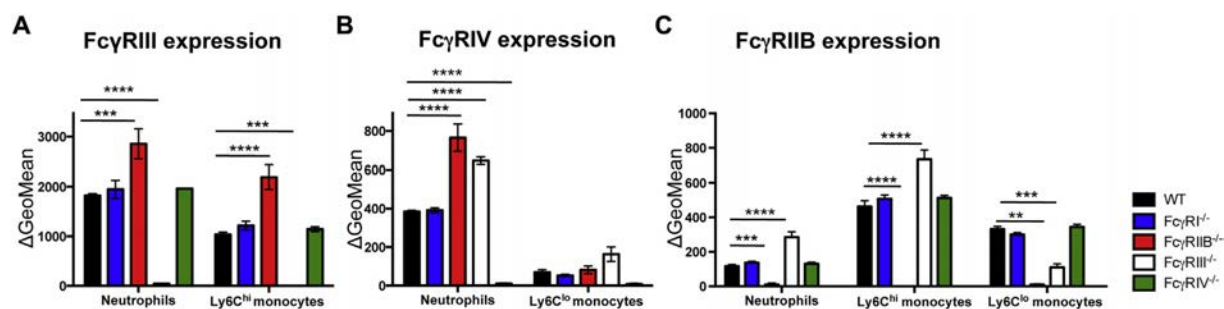 A
FcγRIII expression
ΔGeoMean
3000
2000
1000
0
****
***
***
****
Neutrophils
Ly6Chi monocytes
B
FcγRIV expression
ΔGeoMean
800
600
400
200
0
****
****
****
Neutrophils
Ly6Clo monocytes
C
FcγRIIB expression
ΔGeoMean
1000
800
600
400
200
0
****
***
****
****
***
**
Neutrophils
Ly6Chi monocytes
Ly6Clo monocytes
WT
FcγRI-/-
FcγRIIB-/-
FcγRIII-/-
FcγRIV-/-